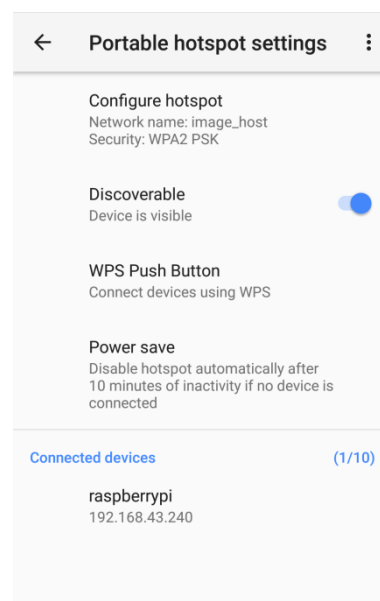 Portable hotspot settings
Configure hotspot
Network name: image_host
Security: WPA2 PSK
Discoverable
Device is visible
WPS Push Button
Connect devices using WPS
Power save
Disable hotspot automatically after
10 minutes of inactivity if no device is
connected
Connected devices (1/10)
raspberrypi
192.168.43.240